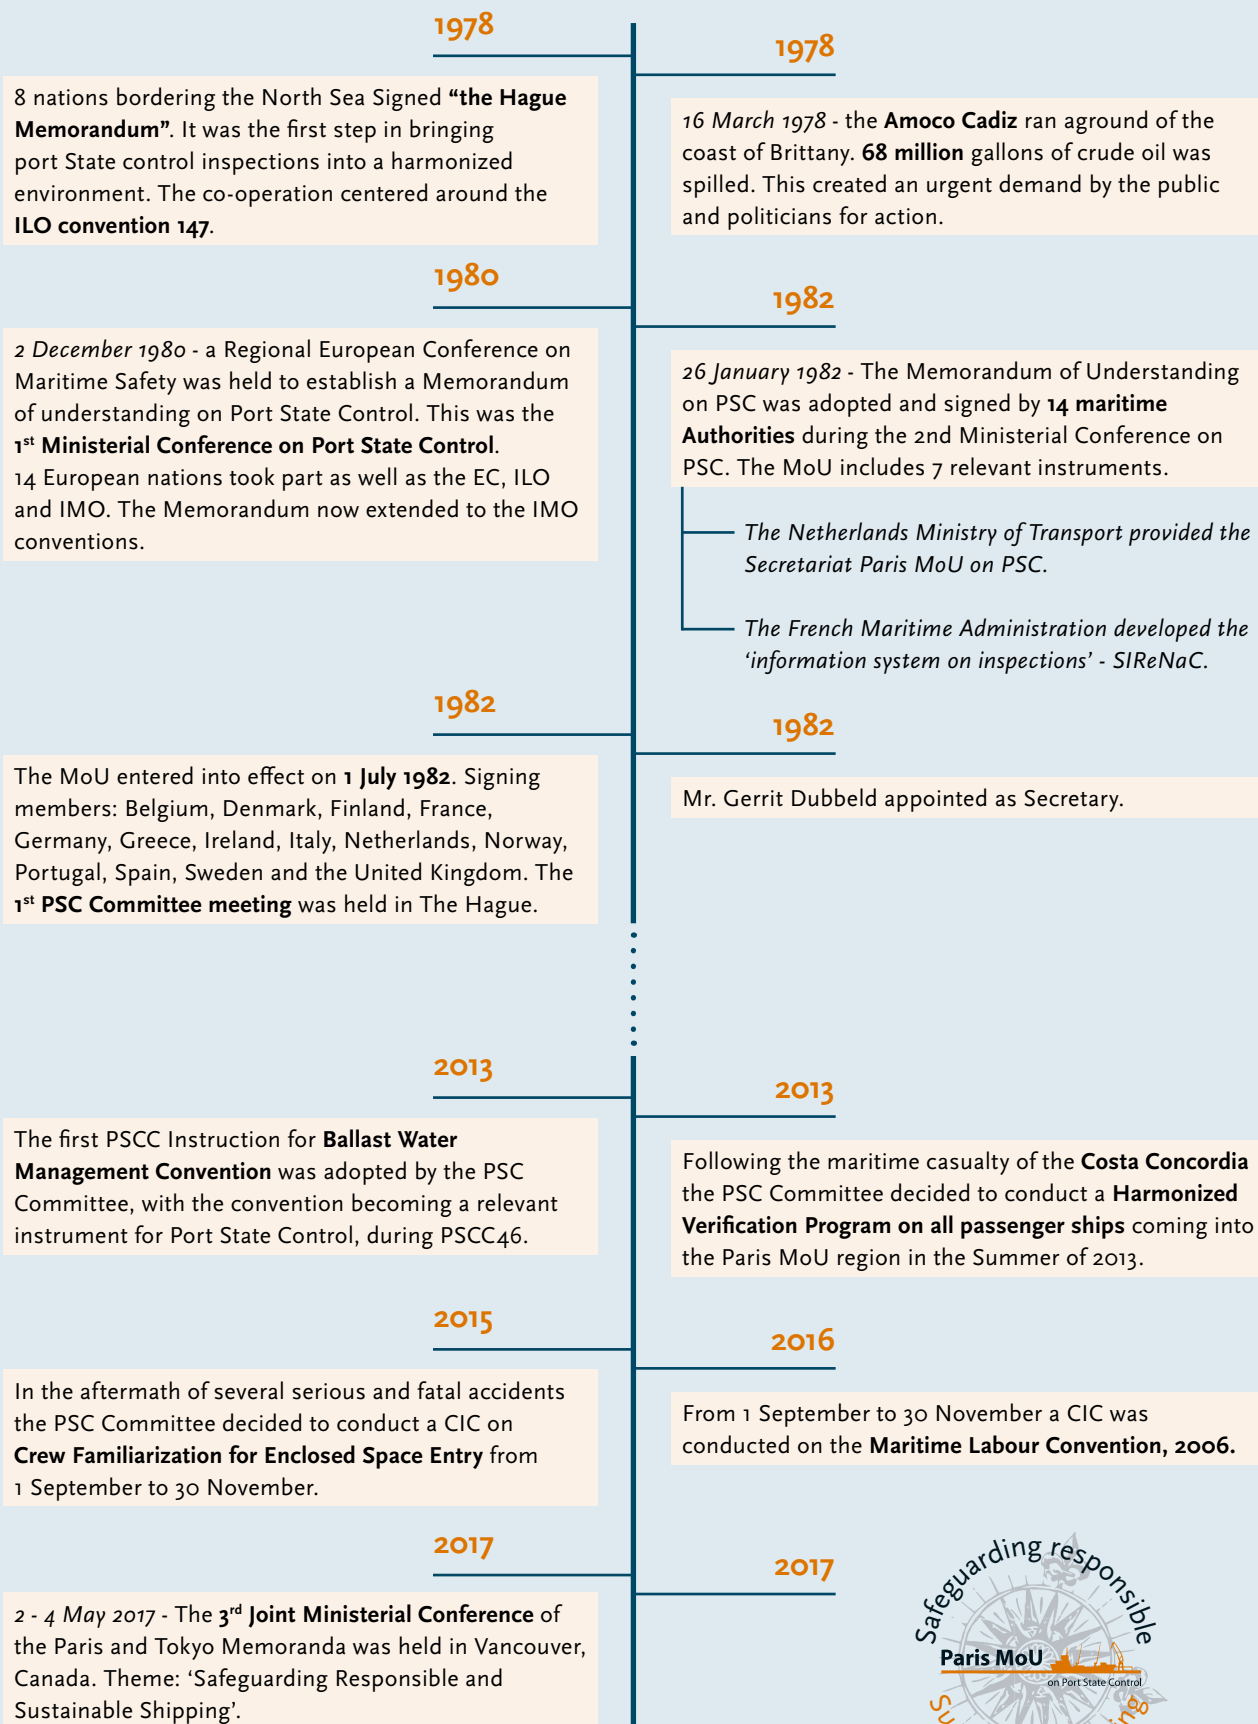 1978
8 nations bordering the North Sea Signed “the Hague
Memorandum”. It was the first step in bringing
port State control inspections into a harmonized
environment. The co-operation centered around the
ILO convention 147.
1978
16 March 1978 - the Amoco Cadiz ran aground of the
coast of Brittany. 68 million gallons of crude oil was
spilled. This created an urgent demand by the public
and politicians for action.
1980
2 December 1980 - a Regional European Conference on
Maritime Safety was held to establish a Memorandum
of understanding on Port State Control. This was the
1st Ministerial Conference on Port State Control.
14 European nations took part as well as the EC, ILO
and IMO. The Memorandum now extended to the IMO
conventions.
1982
26 January 1982 - The Memorandum of Understanding
on PSC was adopted and signed by 14 maritime
Authorities during the 2nd Ministerial Conference on
PSC. The MoU includes 7 relevant instruments.
The Netherlands Ministry of Transport provided the
Secretariat Paris MoU on PSC.
The French Maritime Administration developed the
‘information system on inspections’ - SIReNaC.
1982
The MoU entered into effect on 1 July 1982. Signing
members: Belgium, Denmark, Finland, France,
Germany, Greece, Ireland, Italy, Netherlands, Norway,
Portugal, Spain, Sweden and the United Kingdom. The
1st PSC Committee meeting was held in The Hague.
1982
Mr. Gerrit Dubbeld appointed as Secretary.
2013
The first PSCC Instruction for Ballast Water
Management Convention was adopted by the PSC
Committee, with the convention becoming a relevant
instrument for Port State Control, during PSCC46.
2013
Following the maritime casualty of the Costa Concordia
the PSC Committee decided to conduct a Harmonized
Verification Program on all passenger ships coming into
the Paris MoU region in the Summer of 2013.
2015
In the aftermath of several serious and fatal accidents
the PSC Committee decided to conduct a CIC on
Crew Familiarization for Enclosed Space Entry from
1 September to 30 November.
2016
From 1 September to 30 November a CIC was
conducted on the Maritime Labour Convention, 2006.
2017
2 - 4 May 2017 - The 3rd Joint Ministerial Conference of
the Paris and Tokyo Memoranda was held in Vancouver,
Canada. Theme: ‘Safeguarding Responsible and
Sustainable Shipping’.
2017
Safeguarding responsible
Paris MoU
on Port State Control